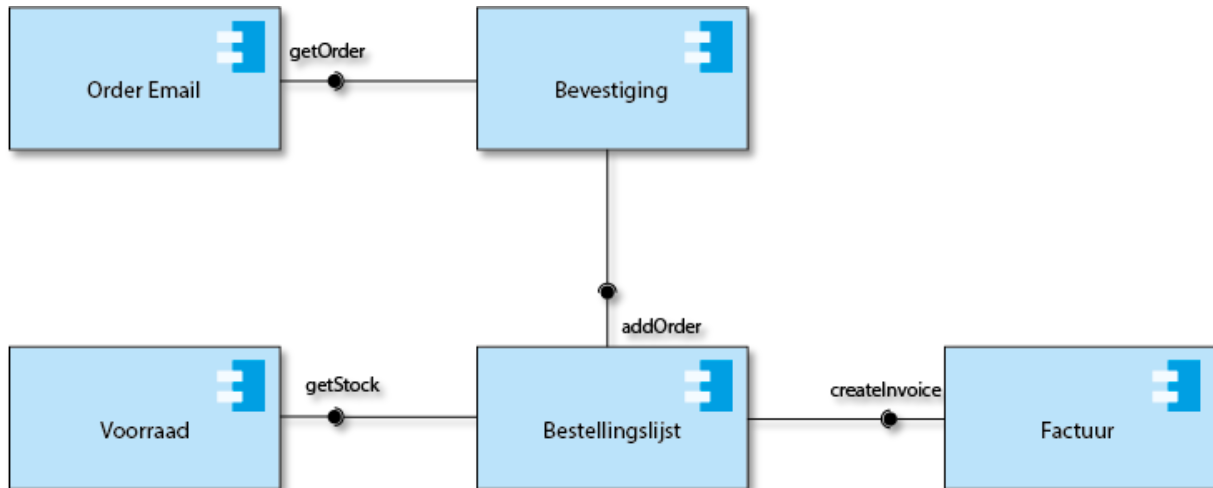 getOrder
Order Email
Bevestiging
addOrder
getStock
createInvoice
Voorraad
Bestellingslijst
Factuur